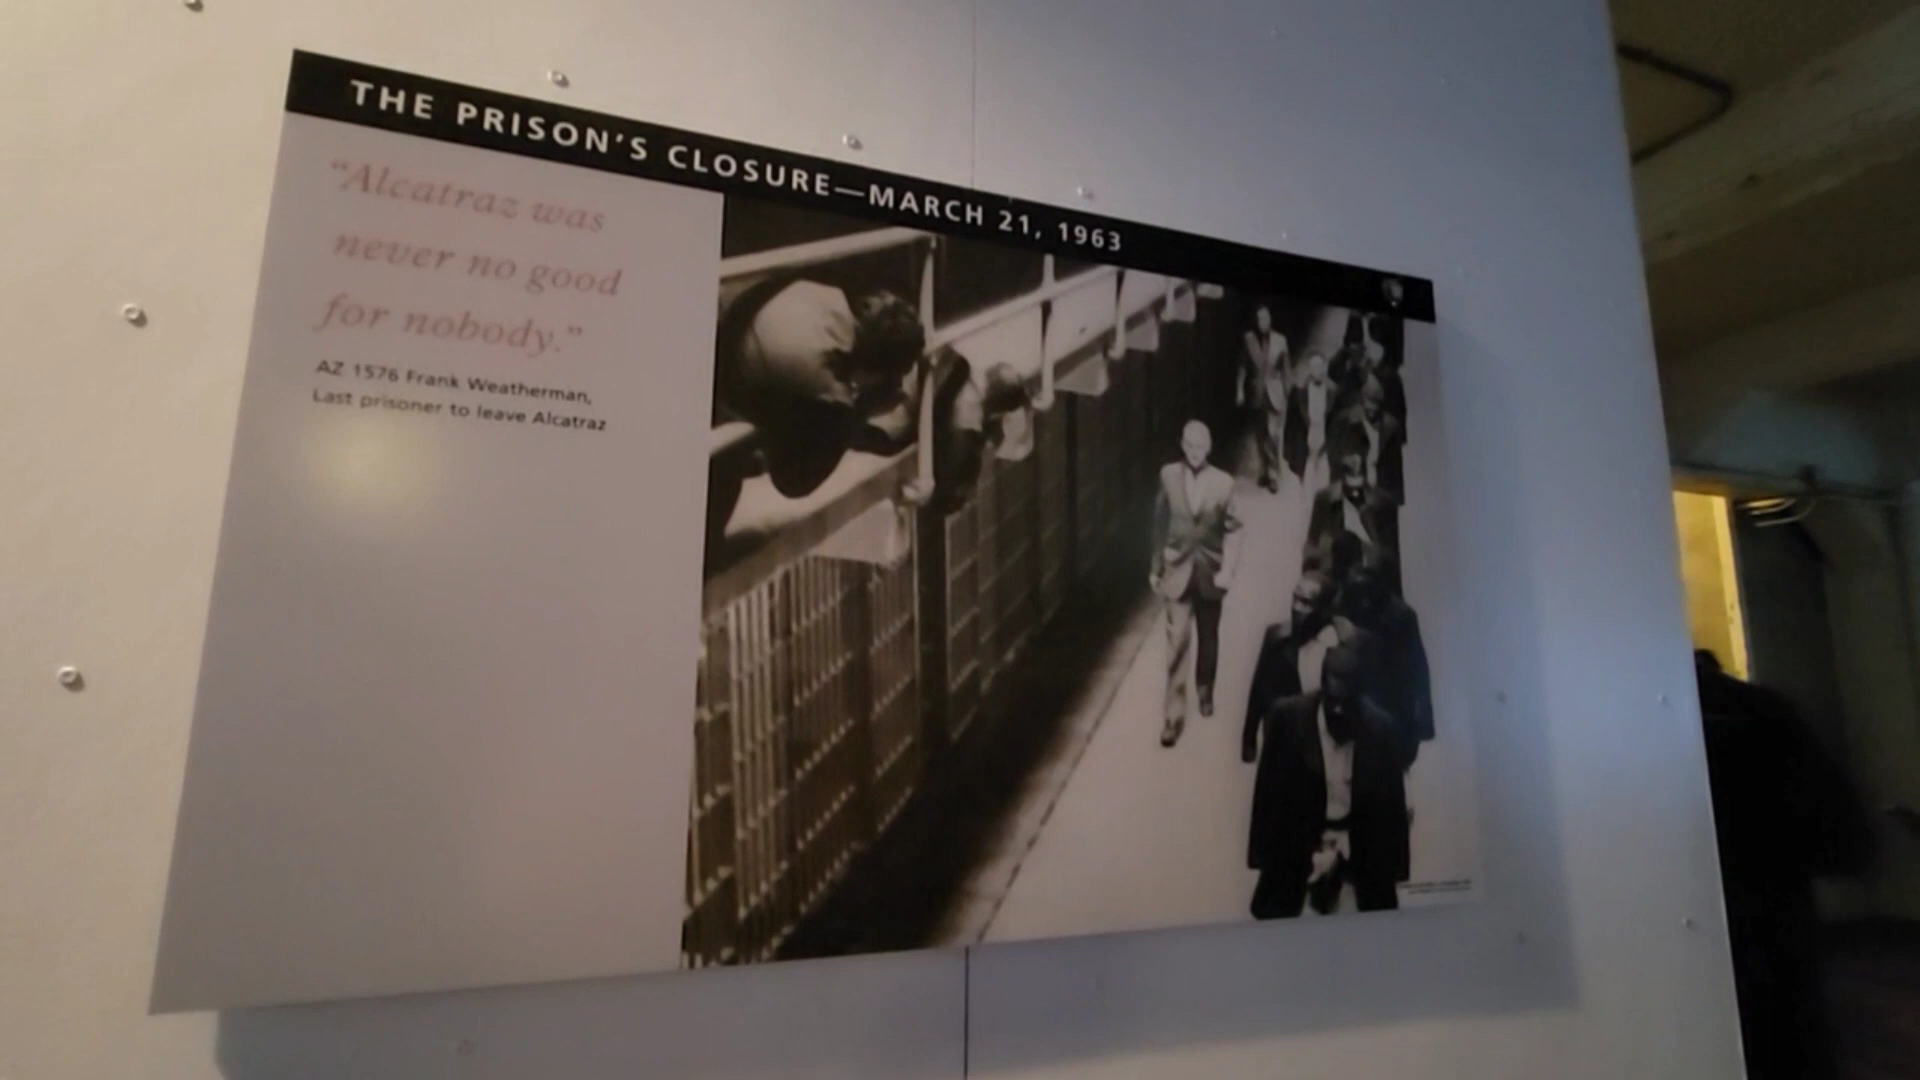 THE PRISON'S CLOSURE—MARCH 21, 1963
“Alcatraz was
never no good
for nobody.”
AZ 1576 Frank Weatherman,
Last prisoner to leave Alcatraz